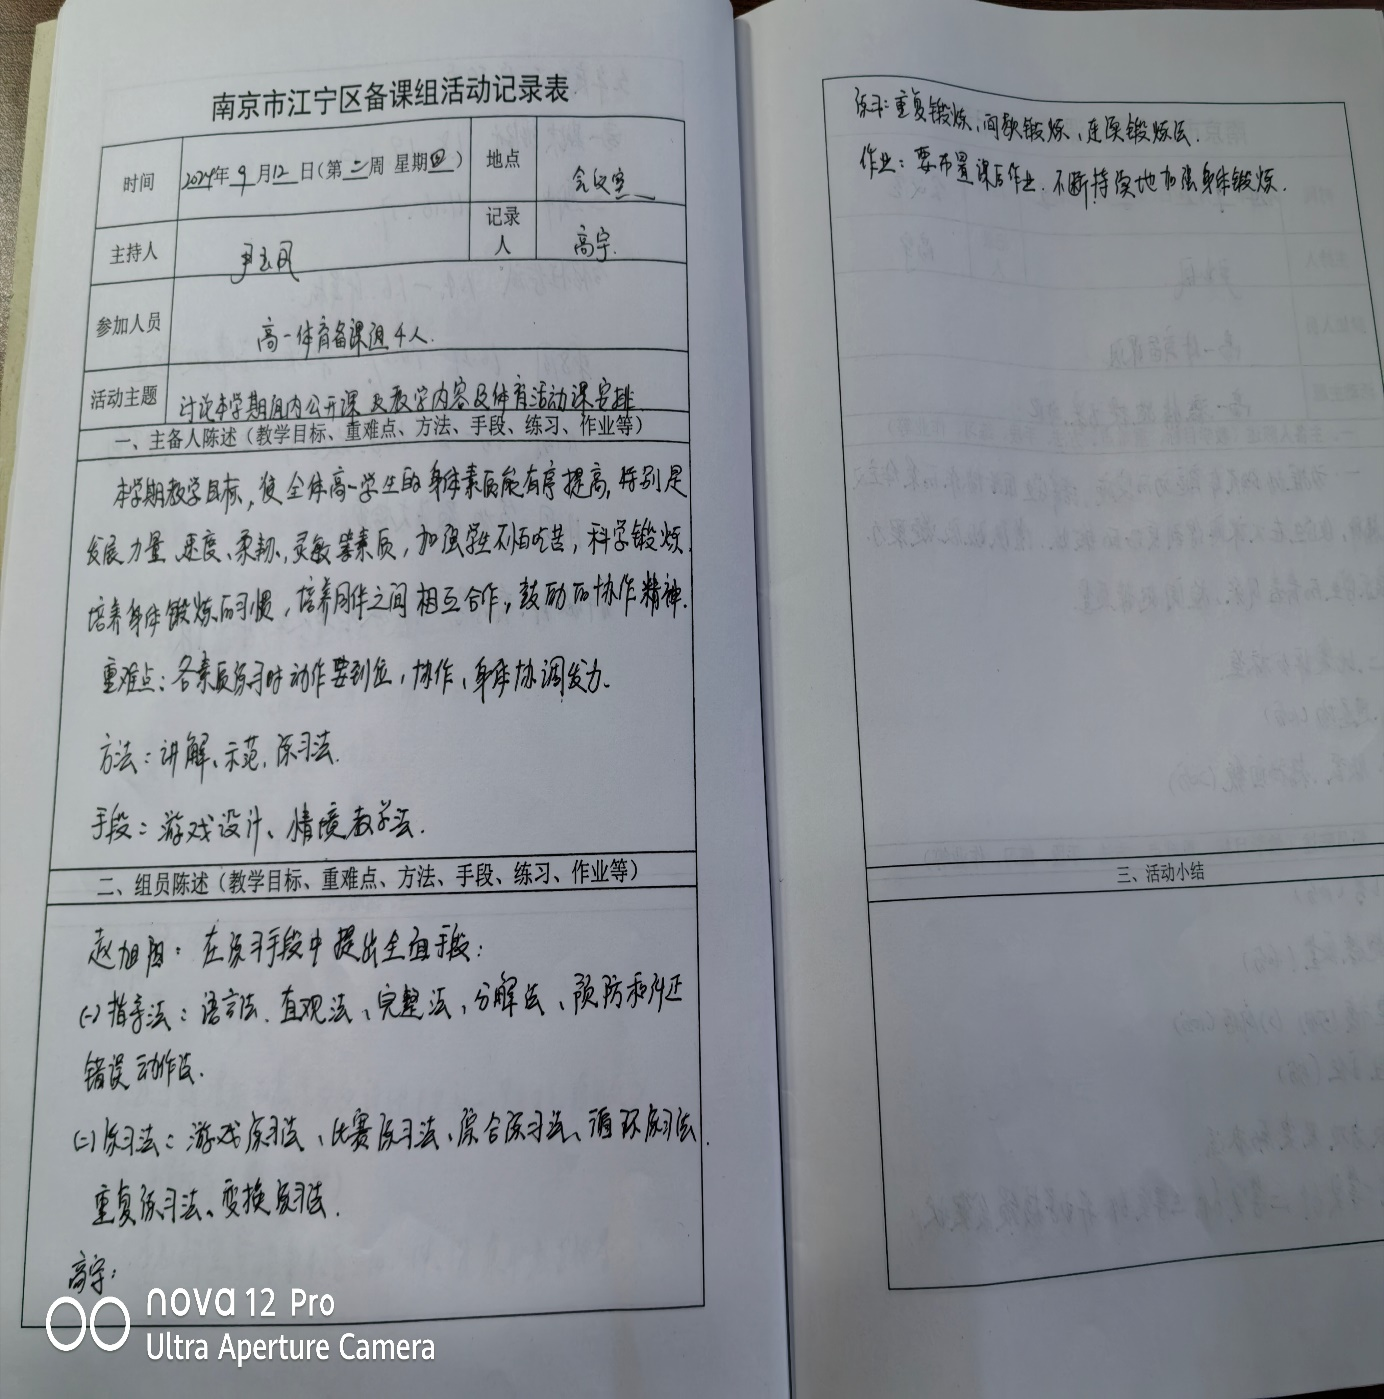 南京市江宁区备课组活动记录表
时间 2024年9月12日(第二周 星期四) 地点 会议室
主持人 尹玉凤 记录人 高宇.
参加人员 高一体育备课组4人.
活动主题 讨论本学期组内公开课及教学内容及体育活动课安排.
一、主备人陈述（教学目标、重难点、方法、手段、练习、作业等）
本学期教学目标,使全体高一学生的身体素质能有序提高,特别是
发展力量 速度、柔韧、灵敏等素质,加强学生不怕吃苦,科学锻炼.
培养身体锻炼的习惯,培养同伴之间相互合作,鼓励的协作精神.
重难点:各素质练习时动作要到位,协作、身体协调发力.
方法:讲解、示范.练习法.
手段:游戏设计、情境教学法.
二、组员陈述（教学目标、重难点、方法、手段、练习、作业等）
赵旭阳:在练习手段中提出全面手段:
(一)指导法:语言法.直观法、完整法、分解法、预防和纠正
错误动作法.
(二)练习法:游戏练习法、比赛练习法、综合练习法、循环练习法.
重复练习法、变换练习法.
高宇:
nova 12 Pro
Ultra Aperture Camera
练习:重复锻炼,间歇锻炼、连续锻炼法.
作业:要布置课后作业.不断持续地加强身体锻炼.
三、活动小结